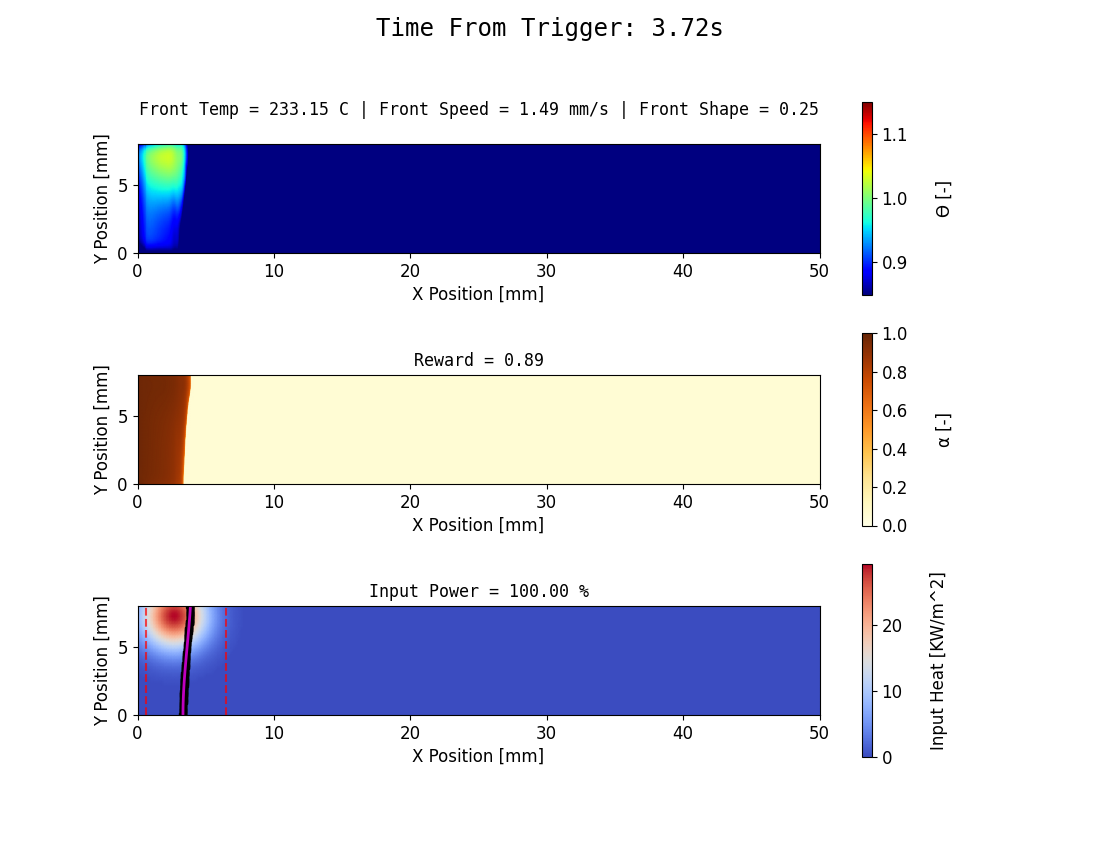 Time From Trigger: 3.72s
Front Temp = 233.15 C | Front Speed = 1.49 mm/s | Front Shape = 0.25
Y Position [mm]
5
0
0 10 20 30 40 50
X Position [mm]
1.1
1.0
0.9
Θ [-]
Reward = 0.89
Y Position [mm]
5
0
0 10 20 30 40 50
X Position [mm]
1.0
0.8
0.6
0.4
0.2
0.0
α [-]
Input Power = 100.00 %
Y Position [mm]
5
0
0 10 20 30 40 50
X Position [mm]
20
10
0
Input Heat [KW/m^2]